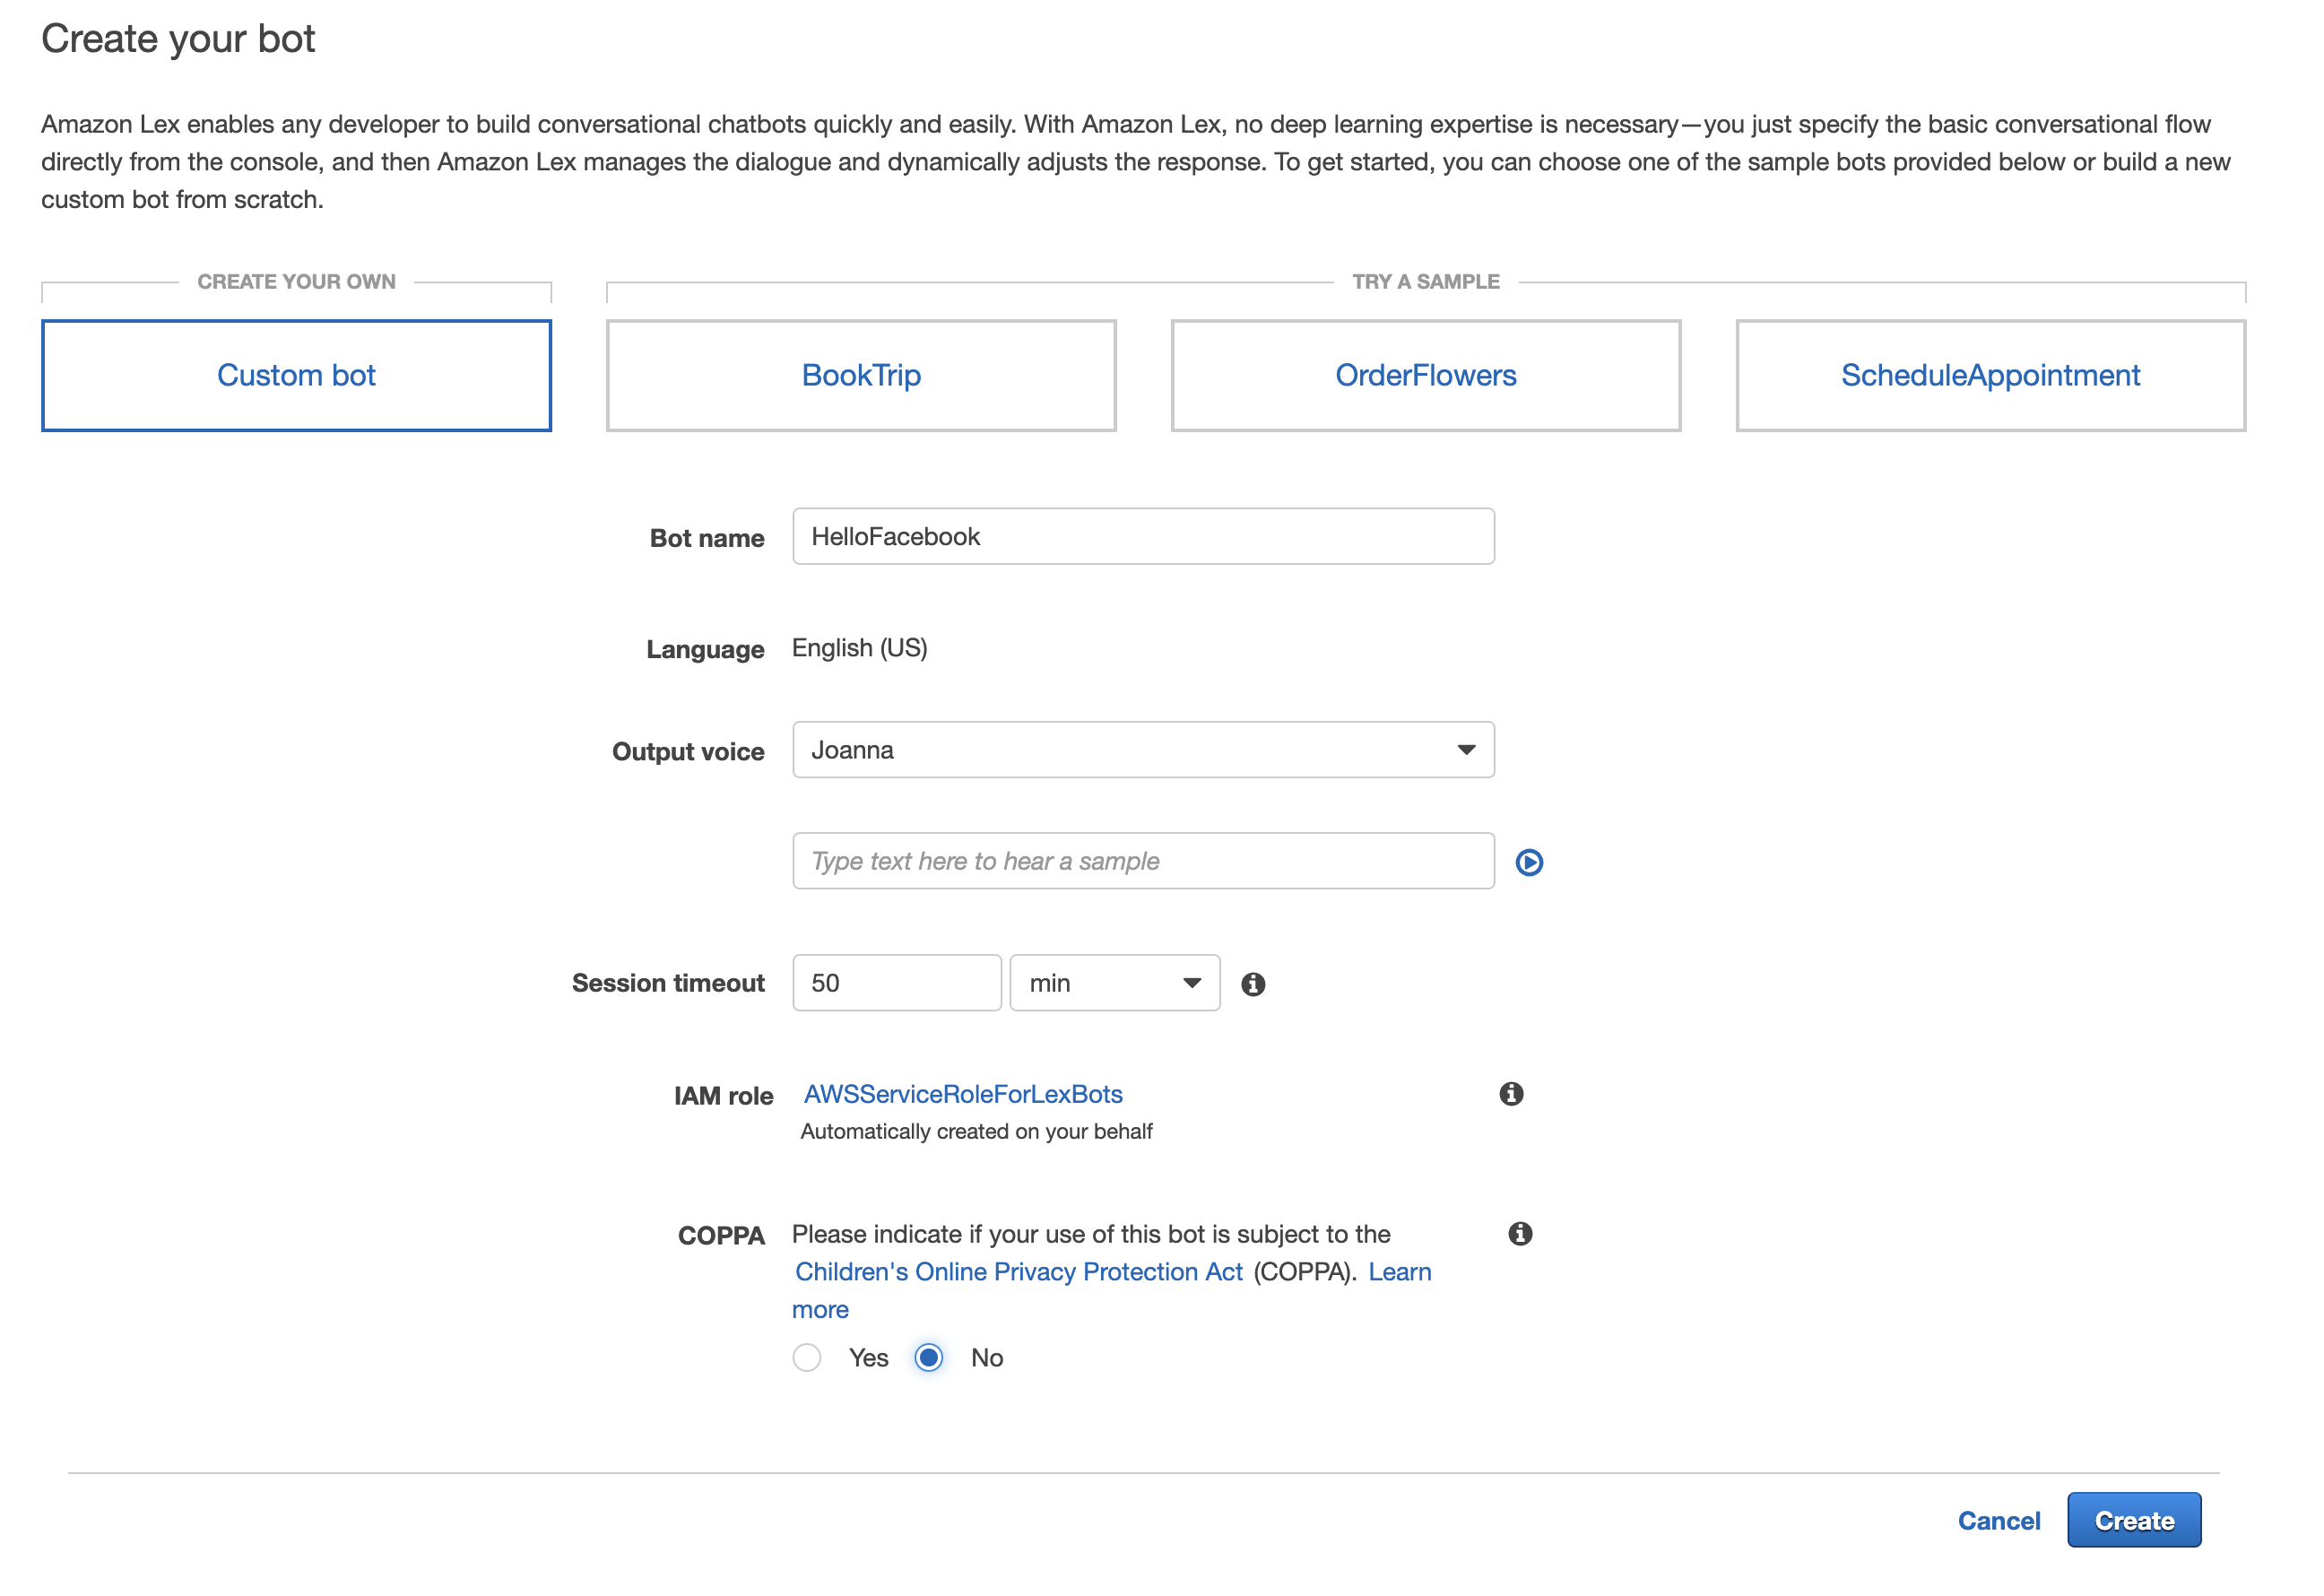 Create your bot
Amazon Lex enables any developer to build conversational chatbots quickly and easily. With Amazon Lex, no deep learning expertise is necessary—you just specify the basic conversational flow
directly from the console, and then Amazon Lex manages the dialogue and dynamically adjusts the response. To get started, you can choose one of the sample bots provided below or build a new
custom bot from scratch.
CREATE YOUR OWN
TRY A SAMPLE
Custom bot
BookTrip
OrderFlowers
ScheduleAppointment
Bot name HelloFacebook
Language English (US)
Output voice Joanna
Type text here to hear a sample
Session timeout 50 min
IAM role AWSServiceRoleForLexBots
Automatically created on your behalf
COPPA Please indicate if your use of this bot is subject to the
Children's Online Privacy Protection Act (COPPA). Learn
more
Yes No
Cancel Create